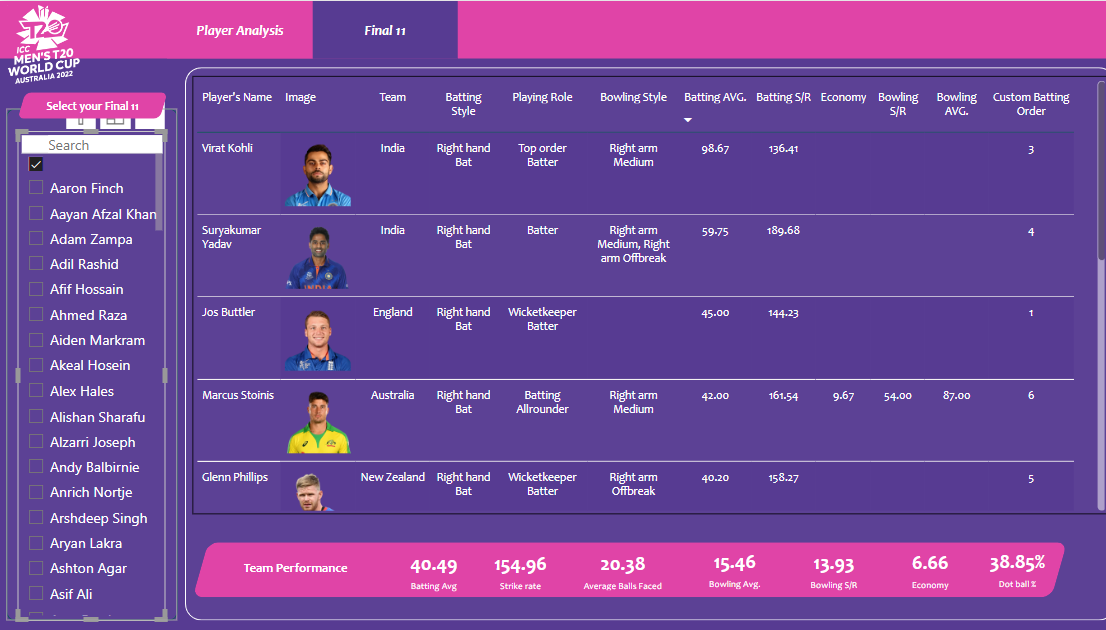 T20
ICC
MEN'S T20
WORLD CUP
AUSTRALIA 2022
Player Analysis
Final 11
Select your Final 11
Search
Aaron Finch
Aayan Afzal Khan
Adam Zampa
Adil Rashid
Afif Hossain
Ahmed Raza
Aiden Markram
Akeal Hosein
Alex Hales
Alishan Sharafu
Alzarri Joseph
Andy Balbirnie
Anrich Nortje
Arshdeep Singh
Aryan Lakra
Ashton Agar
Asif Ali
Player's Name Image Team Batting Style Playing Role Bowling Style Batting AVG. Batting S/R Economy Bowling S/R Bowling AVG. Custom Batting Order
Virat Kohli India Right hand Bat Top order Batter Right arm Medium 98.67 136.41 3
Suryakumar Yadav India Right hand Bat Batter Right arm Medium, Right arm Offbreak 59.75 189.68 4
INDIA
Jos Buttler England Right hand Bat Wicketkeeper Batter 45.00 144.23 1
Marcus Stoinis Australia Right hand Bat Batting Allrounder Right arm Medium 42.00 161.54 9.67 54.00 87.00 6
Glenn Phillips New Zealand Right hand Bat Wicketkeeper Batter Right arm Offbreak 40.20 158.27 5
Team Performance
40.49 154.96 20.38 15.46 13.93 6.66 38.85%
Batting Avg Strike rate Average Balls Faced Bowling Avg. Bowling S/R Economy Dot ball %